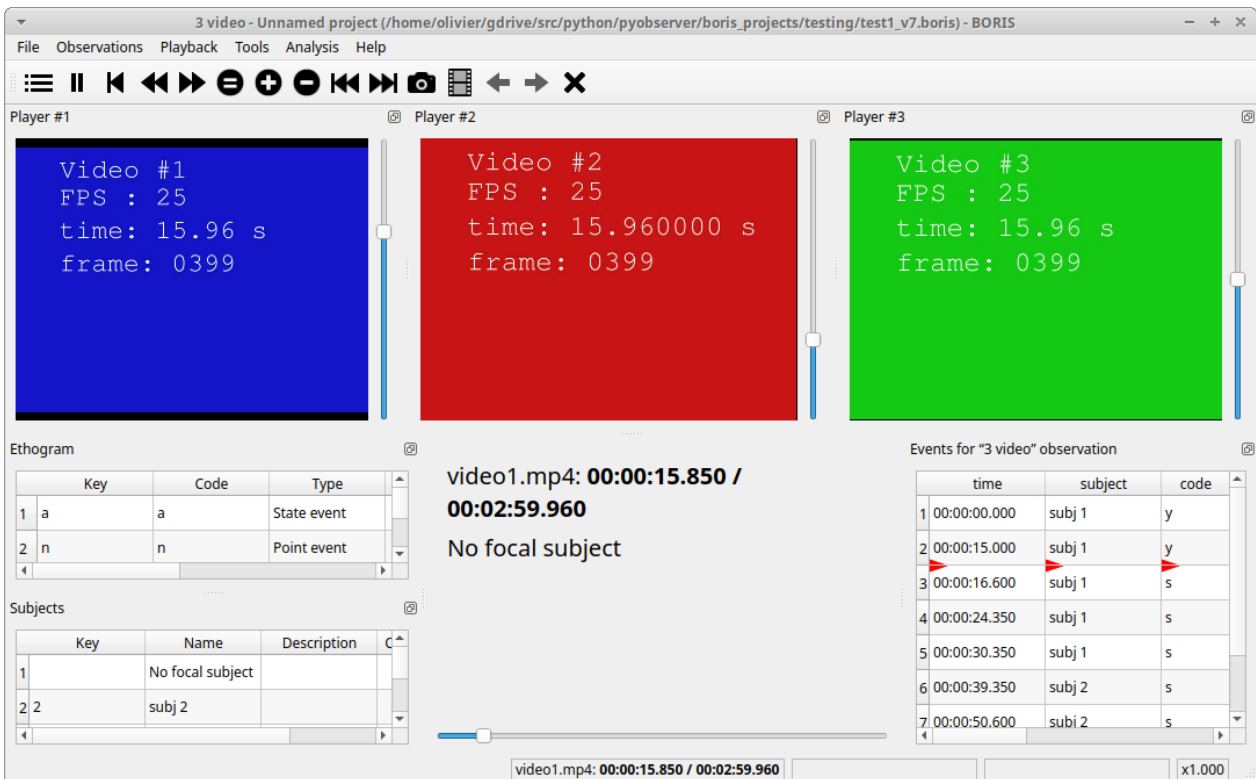 3 video - Unnamed project (/home/olivier/gdrive/src/python/pyobserver/boris_projects/testing/test1_v7.boris) - BORIS
File Observations Playback Tools Analysis Help
Player #1
Player #2
Player #3
Video #1
FPS : 25
time: 15.96 s
frame: 0399
Video #2
FPS : 25
time: 15.960000 s
frame: 0399
Video #3
FPS : 25
time: 15.96 s
frame: 0399
Ethogram
Key Code Type
1 a a State event
2 n n Point event
Subjects
Key Name Description
1 No focal subject
2 2 subj 2
video1.mp4: 00:00:15.850 /
00:02:59.960
No focal subject
Events for “3 video” observation
time subject code
1 00:00:00.000 subj 1 y
2 00:00:15.000 subj 1 y
3 00:00:16.600 subj 1 s
4 00:00:24.350 subj 1 s
5 00:00:30.350 subj 1 s
6 00:00:39.350 subj 2 s
7 00:00:50.600 subj 2 s
video1.mp4: 00:00:15.850 / 00:02:59.960
x1.000